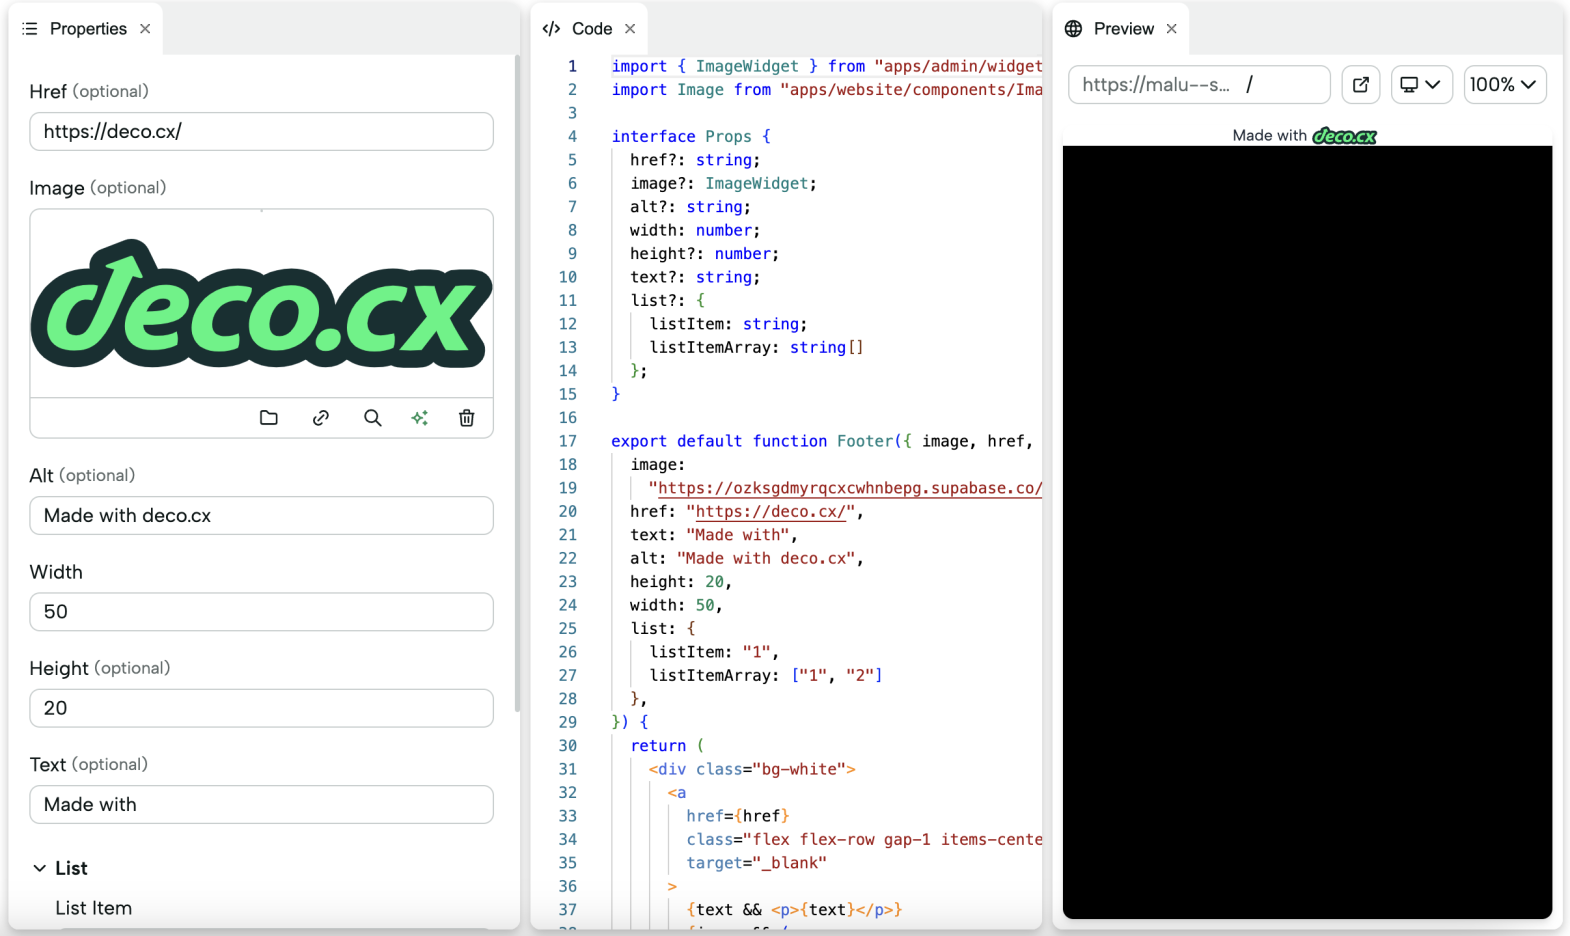 Properties
Href (optional)
https://deco.cx/
Image (optional)
deco.cx
Alt (optional)
Made with deco.cx
Width
50
Height (optional)
20
Text (optional)
Made with
List
List Item
</> Code
1 import { ImageWidget } from "apps/admin/widget
2 import Image from "apps/website/components/Ima
3
4 interface Props {
5 href?: string;
6 image?: ImageWidget;
7 alt?: string;
8 width: number;
9 height?: number;
10 text?: string;
11 list?: {
12 listItem: string;
13 listItemArray: string[]
14 };
15 }
16
17 export default function Footer({ image, href,
18 image:
19 "https://ozksgdmyrqcxcwhnbepg.supabase.co/
20 href: "https://deco.cx/",
21 text: "Made with",
22 alt: "Made with deco.cx",
23 height: 20,
24 width: 50,
25 list: {
26 listItem: "1",
27 listItemArray: ["1", "2"]
28 },
29 }) {
30 return (
31 <div class="bg-white">
32 <a
33 href={href}
34 class="flex flex-row gap-1 items-cente
35 target="_blank"
36 >
37 {text && <p>{text}</p>}
Preview
https://malu--s... /
100%
Made with deco.cx